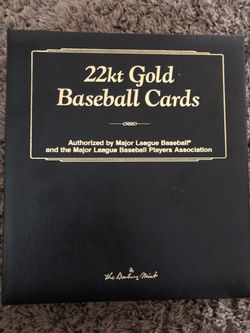 22kt Gold
Baseball Cards
Authorized by Major League Baseball®
and the Major League Baseball Players Association
the Danbury Mint